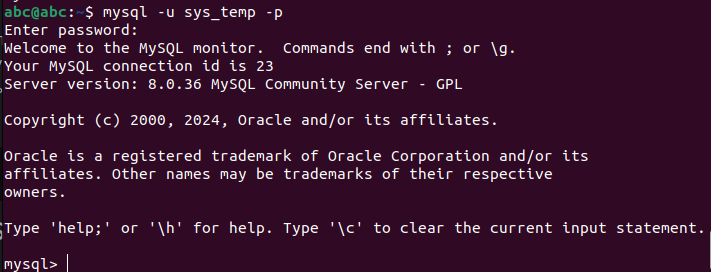 abc@abc:~$ mysql -u sys_temp -p
Enter password:
Welcome to the MySQL monitor.  Commands end with ; or \g.
Your MySQL connection id is 23
Server version: 8.0.36 MySQL Community Server - GPL

Copyright (c) 2000, 2024, Oracle and/or its affiliates.

Oracle is a registered trademark of Oracle Corporation and/or its
affiliates. Other names may be trademarks of their respective
owners.

Type 'help;' or '\h' for help. Type '\c' to clear the current input statement.

mysql>